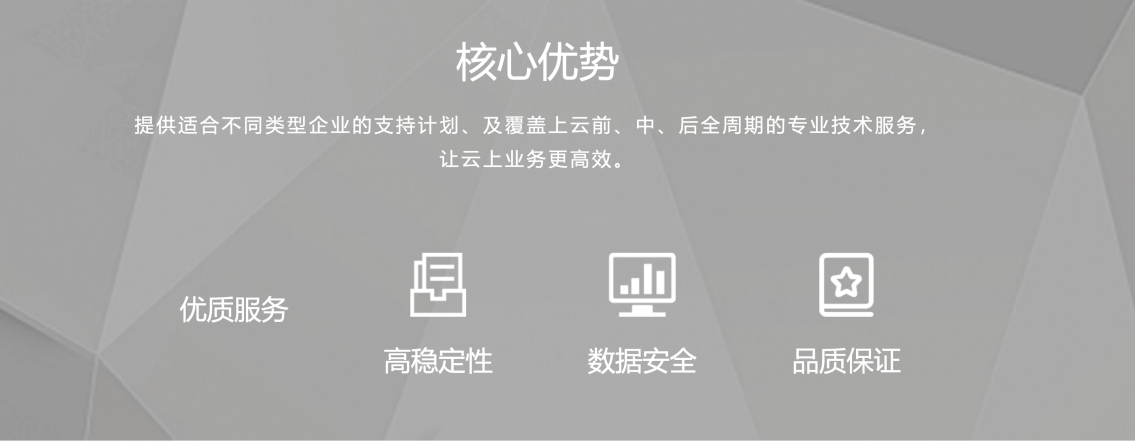 核心优势
提供适合不同类型企业的支持计划、及覆盖上云前、中、后全周期的专业技术服务，
让云上业务更高效。
优质服务
高稳定性
数据安全
品质保证